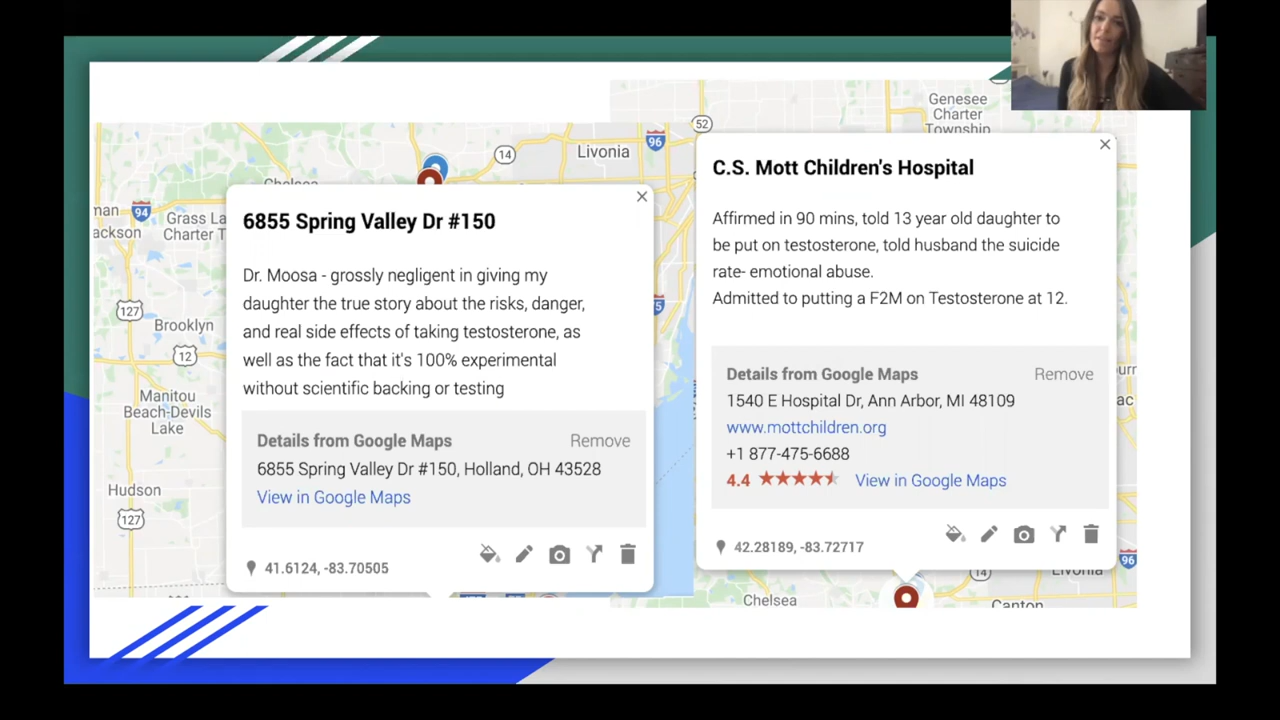 Genesee
Charter
Township
52
Livonia
96
14
Chelsea
94
Grass La
Charter T
ackson
127
Brooklyn
12
Manitou
Beach-Devils
Lake
Hudson
127
6855 Spring Valley Dr #150
Dr. Moosa - grossly negligent in giving my
daughter the true story about the risks, danger,
and real side effects of taking testosterone, as
well as the fact that it's 100% experimental
without scientific backing or testing
Details from Google Maps
Remove
6855 Spring Valley Dr #150, Holland, OH 43528
View in Google Maps
41.6124, -83.70505
C.S. Mott Children's Hospital
Affirmed in 90 mins, told 13 year old daughter to
be put on testosterone, told husband the suicide
rate- emotional abuse.
Admitted to putting a F2M on Testosterone at 12.
Details from Google Maps
Remove
1540 E Hospital Dr, Ann Arbor, MI 48109
www.mottchildren.org
+1 877-475-6688
4.4
View in Google Maps
42.28189, -83.72717
96
14
Livonia
Chelsea
Canton